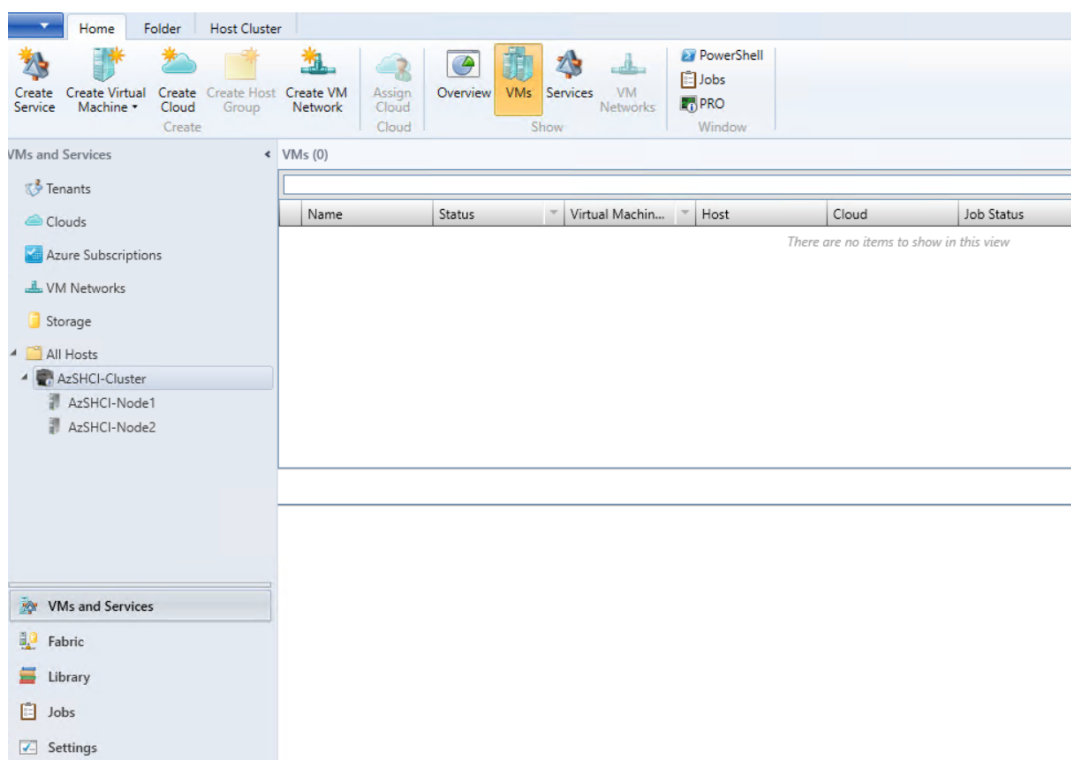 Home Folder Host Cluster
Create Service
Create Virtual Machine
Create Cloud
Create Host Group
Create VM Network
Assign Cloud
Overview
VMs
Services
VM Networks
PowerShell
Jobs
PRO
Create Cloud Show Window
VMs and Services
VMs (0)
Tenants
Clouds
Azure Subscriptions
VM Networks
Storage
All Hosts
AzSHCI-Cluster
AzSHCI-Node1
AzSHCI-Node2
Name Status Virtual Machin... Host Cloud Job Status
There are no items to show in this view
VMs and Services
Fabric
Library
Jobs
Settings